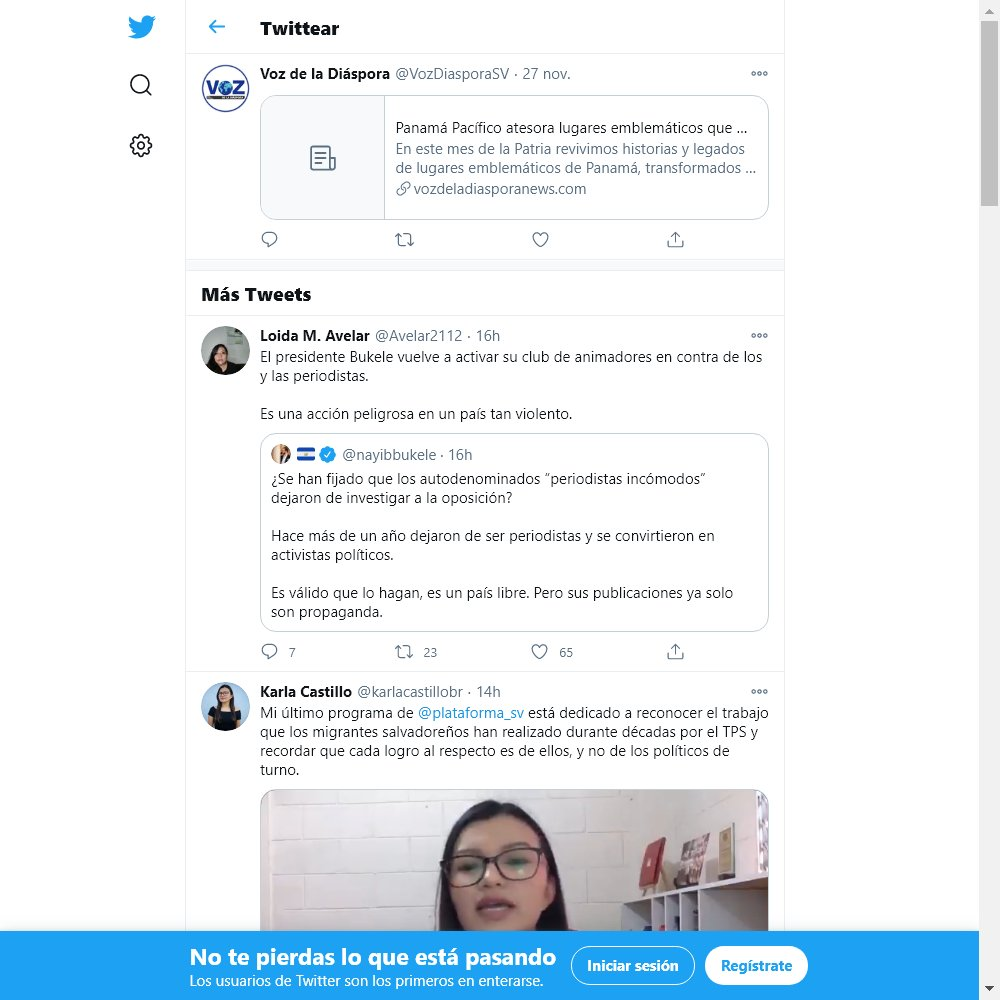 Twittear
Voz de la Diáspora @VozDiasporaSV · 27 nov.
VOZ
Panamá Pacífico atesora lugares emblemáticos que ...
En este mes de la Patria revivimos historias y legados
de lugares emblemáticos de Panamá, transformados ...
vozdeladiasporanews.com
Más Tweets
Loida M. Avelar @Avelar2112 · 16h
El presidente Bukele vuelve a activar su club de animadores en contra de los
y las periodistas.
Es una acción peligrosa en un país tan violento.
@nayibbukele · 16h
¿Se han fijado que los autodenominados “periodistas incómodos”
dejaron de investigar a la oposición?
Hace más de un año dejaron de ser periodistas y se convirtieron en
activistas políticos.
Es válido que lo hagan, es un país libre. Pero sus publicaciones ya solo
son propaganda.
7 23 65
Karla Castillo @karlacastillobr · 14h
Mi último programa de @plataforma_sv está dedicado a reconocer el trabajo
que los migrantes salvadoreños han realizado durante décadas por el TPS y
recordar que cada logro al respecto es de ellos, y no de los políticos de
turno.
No te pierdas lo que está pasando
Los usuarios de Twitter son los primeros en enterarse.
Iniciar sesión
Regístrate